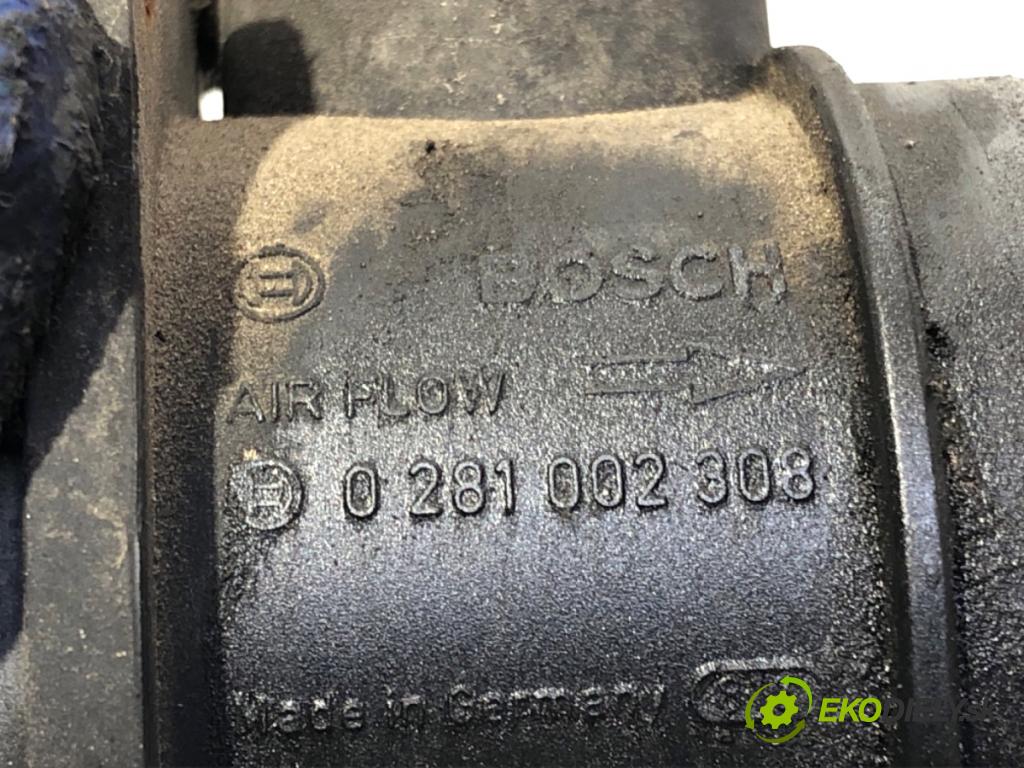 BOSCH
AIR FLOW
0 281 002 308
Made in Germany
EKODIELY